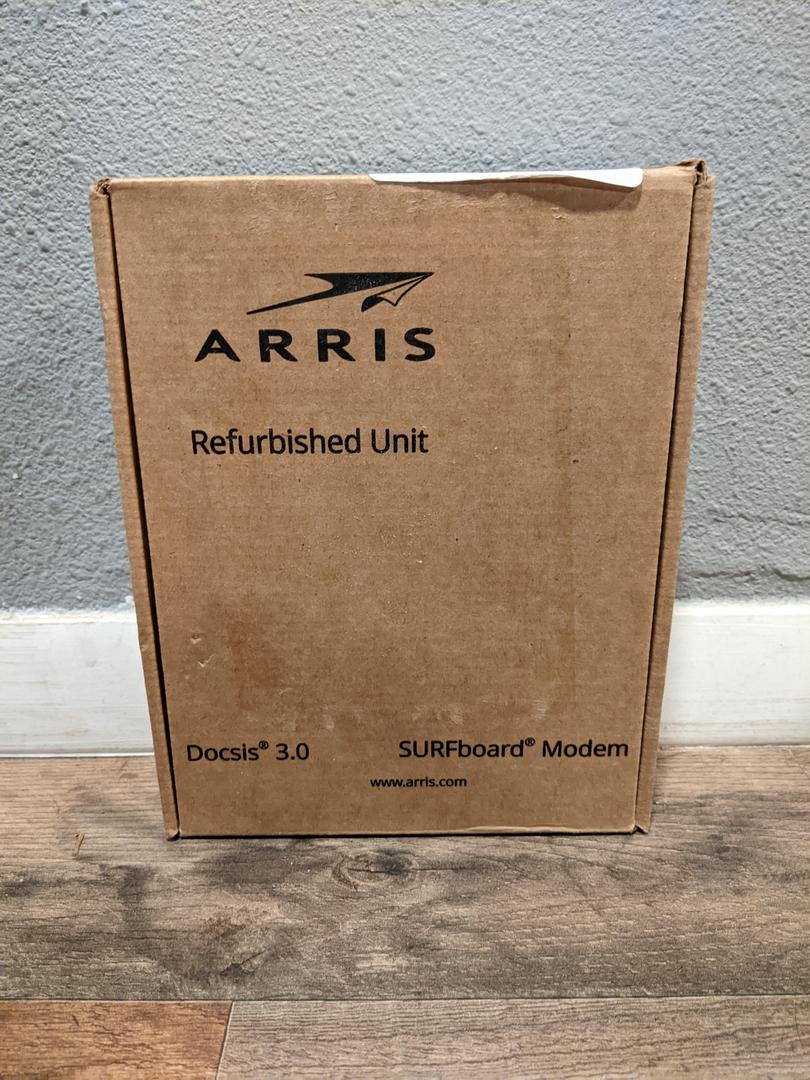 ARRIS
Refurbished Unit
Docsis® 3.0
SURFboard® Modem
www.arris.com